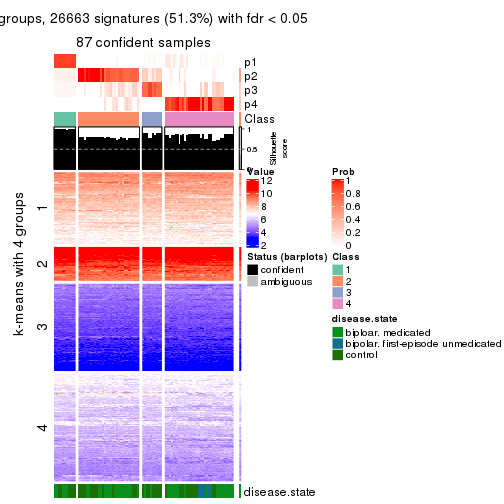 groups, 26663 signatures (51.3%) with fdr < 0.05
87 confident samples
p1
p2
p3
p4
Class
1
0.5
0
Silhouette
score
k-means with 4 groups
1
2
3
4
disease.state
Value
12
10
8
6
4
2
Prob
1
0.8
0.6
0.4
0.2
0
Status (barplots)
confident
ambiguous
Class
1
2
3
4
disease.state
biploar. medicated
bipolar. first-episode unmedicated
control